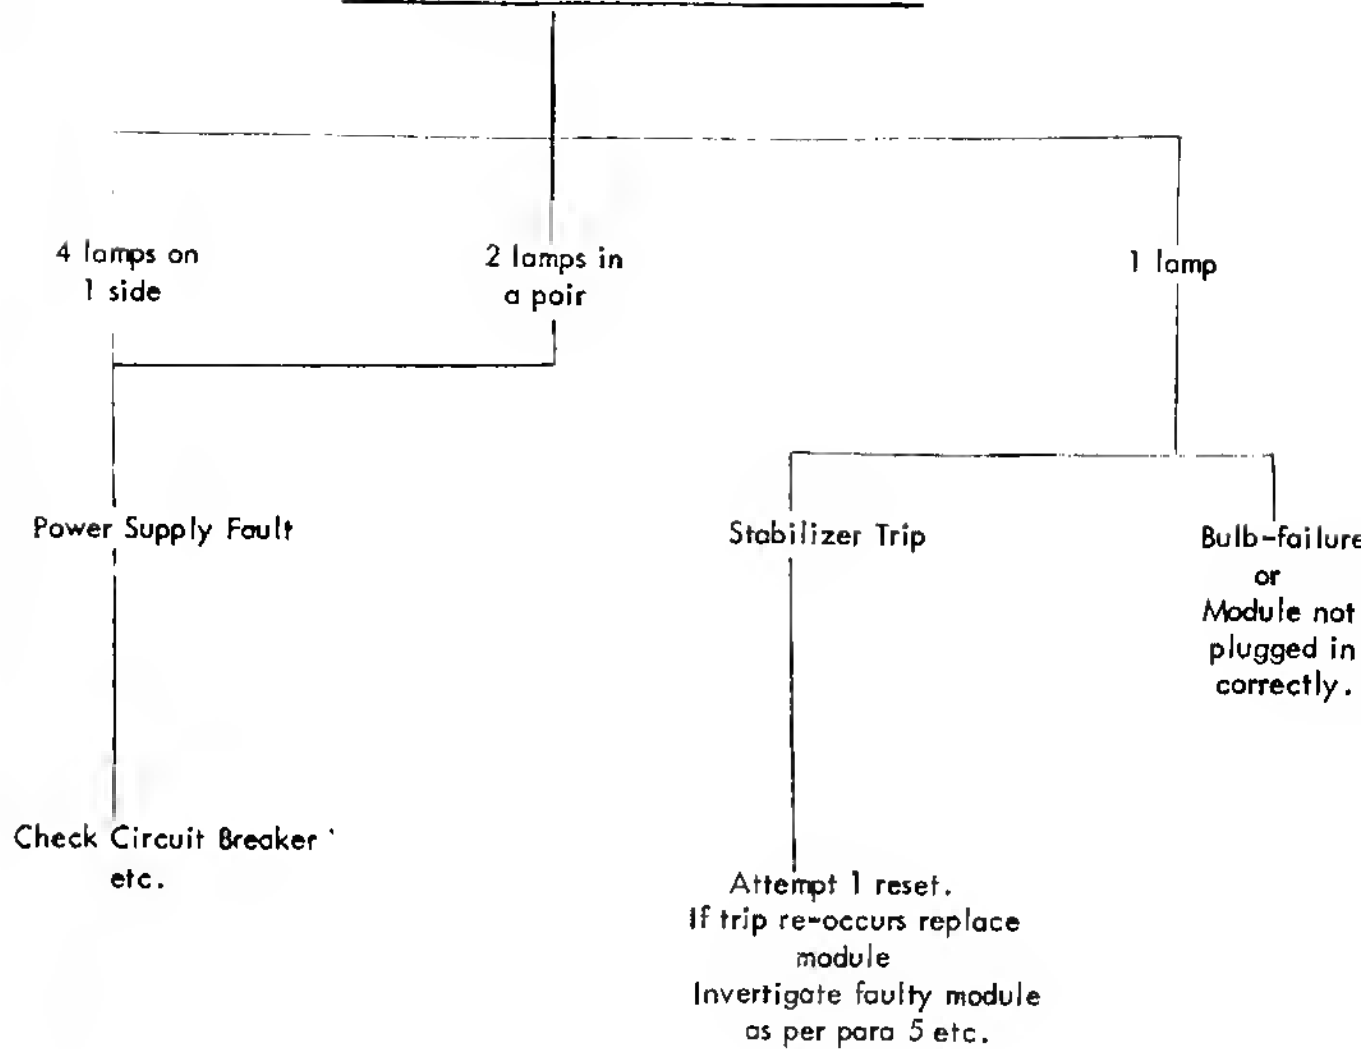 4 lamps on
1 side
2 lamps in
a pair
1 lamp
Power Supply Fault
Stabilizer Trip
Bulb-failure
or
Module not
plugged in
correctly.
Check Circuit Breaker
etc.
Attempt 1 reset.
If trip re-occurs replace
module
Invertigate faulty module
as per para 5 etc.